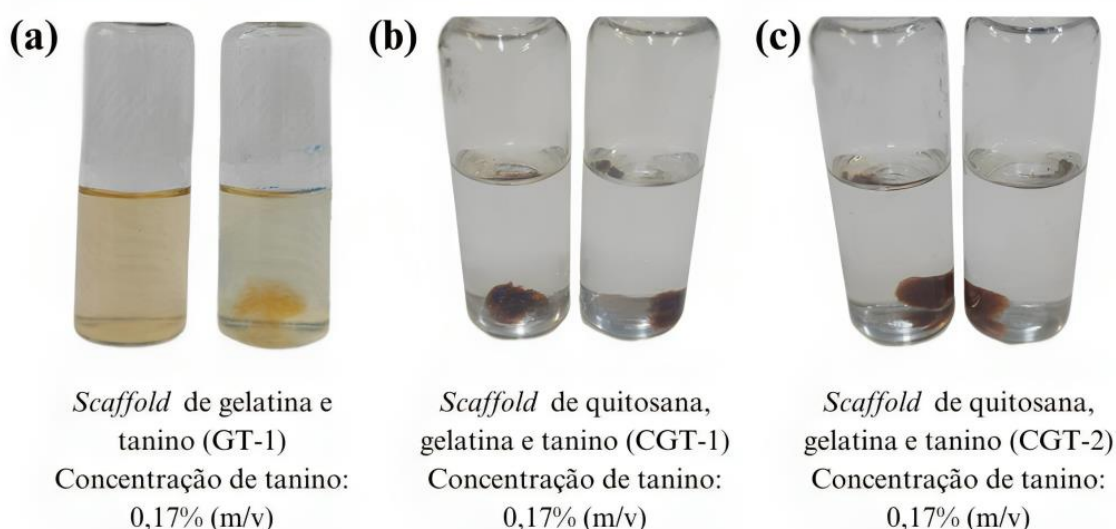 (a)
Scaffold de gelatina e
tanino (GT-1)
Concentração de tanino:
0,17% (m/v)
(b)
Scaffold de quitosana,
gelatina e tanino (CGT-1)
Concentração de tanino:
0,17% (m/v)
(c)
Scaffold de quitosana,
gelatina e tanino (CGT-2)
Concentração de tanino:
0,17% (m/v)